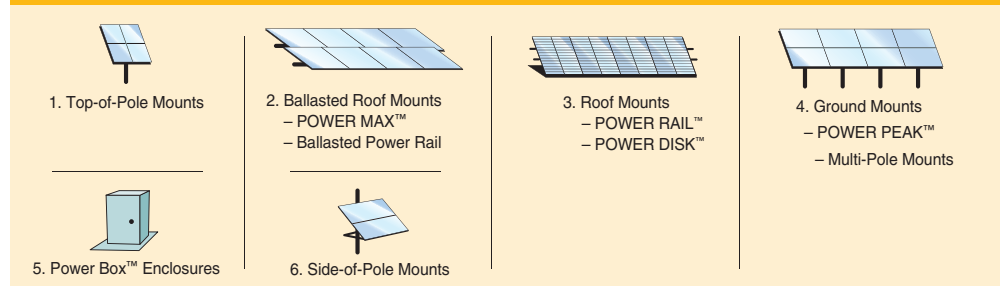 1. Top-of-Pole Mounts
2. Ballasted Roof Mounts
– POWER MAX™
– Ballasted Power Rail
3. Roof Mounts
– POWER RAIL™
– POWER DISK™
4. Ground Mounts
– POWER PEAK™
– Multi-Pole Mounts
5. Power Box™ Enclosures
6. Side-of-Pole Mounts